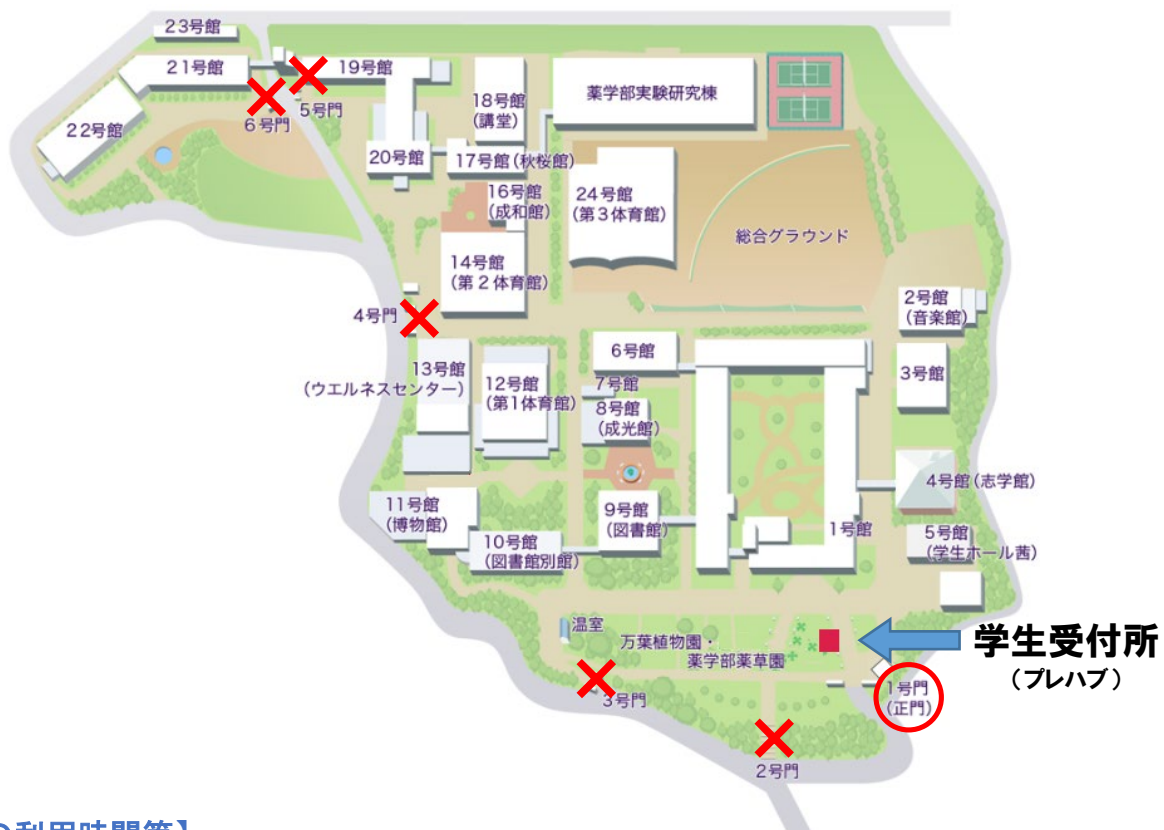 23号館
21号館
19号館
22号館
6号門
5号門
18号館
(講堂)
薬学部実験研究棟
20号館
17号館(秋桜館)
16号館
(成和館)
24号館
(第3体育館)
総合グラウンド
14号館
(第2体育館)
4号門
2号館
(音楽館)
6号館
3号館
13号館
(ウエルネスセンター)
12号館
(第1体育館)
7号館
8号館
(成光館)
4号館(志学館)
11号館
(博物館)
9号館
(図書館)
1号館
5号館
(学生ホール茜)
10号館
(図書館別館)
温室
万葉植物園・
薬学部薬草園
学生受付所
(プレハブ)
1号門
(正門)
3号門
2号門
利用時間等】